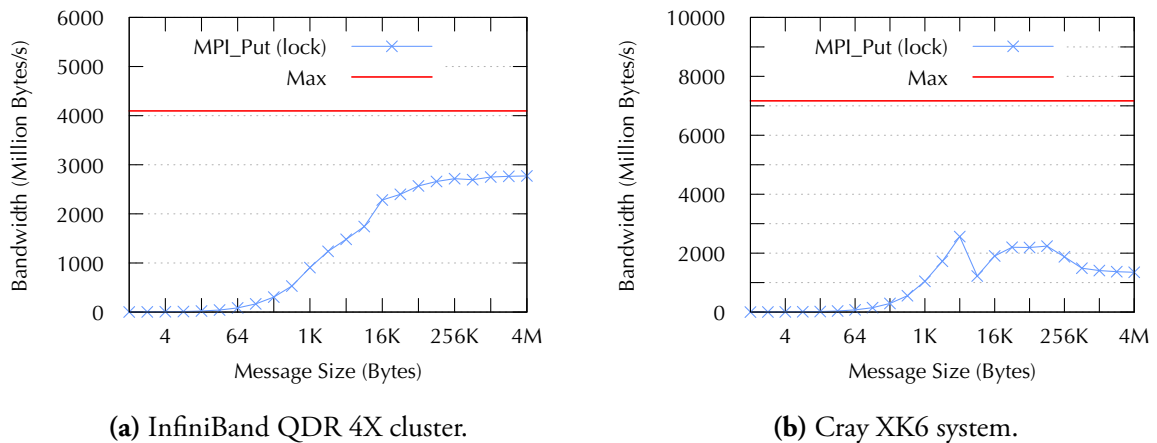 6000
5000
4000
3000
2000
1000
0
4 64 1K 16K 256K 4M
Bandwidth (Million Bytes/s)
Message Size (Bytes)
MPI_Put (lock)
Max
(a) InfiniBand QDR 4X cluster.
10000
8000
6000
4000
2000
0
4 64 1K 16K 256K 4M
Bandwidth (Million Bytes/s)
Message Size (Bytes)
MPI_Put (lock)
Max
(b) Cray XK6 system.